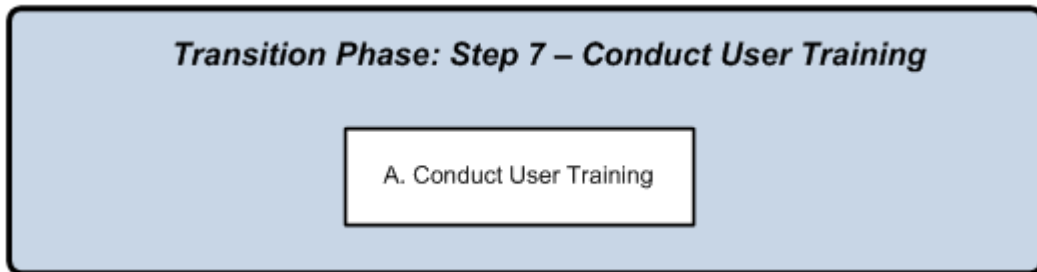 Transition Phase: Step 7 – Conduct User Training
A. Conduct User Training